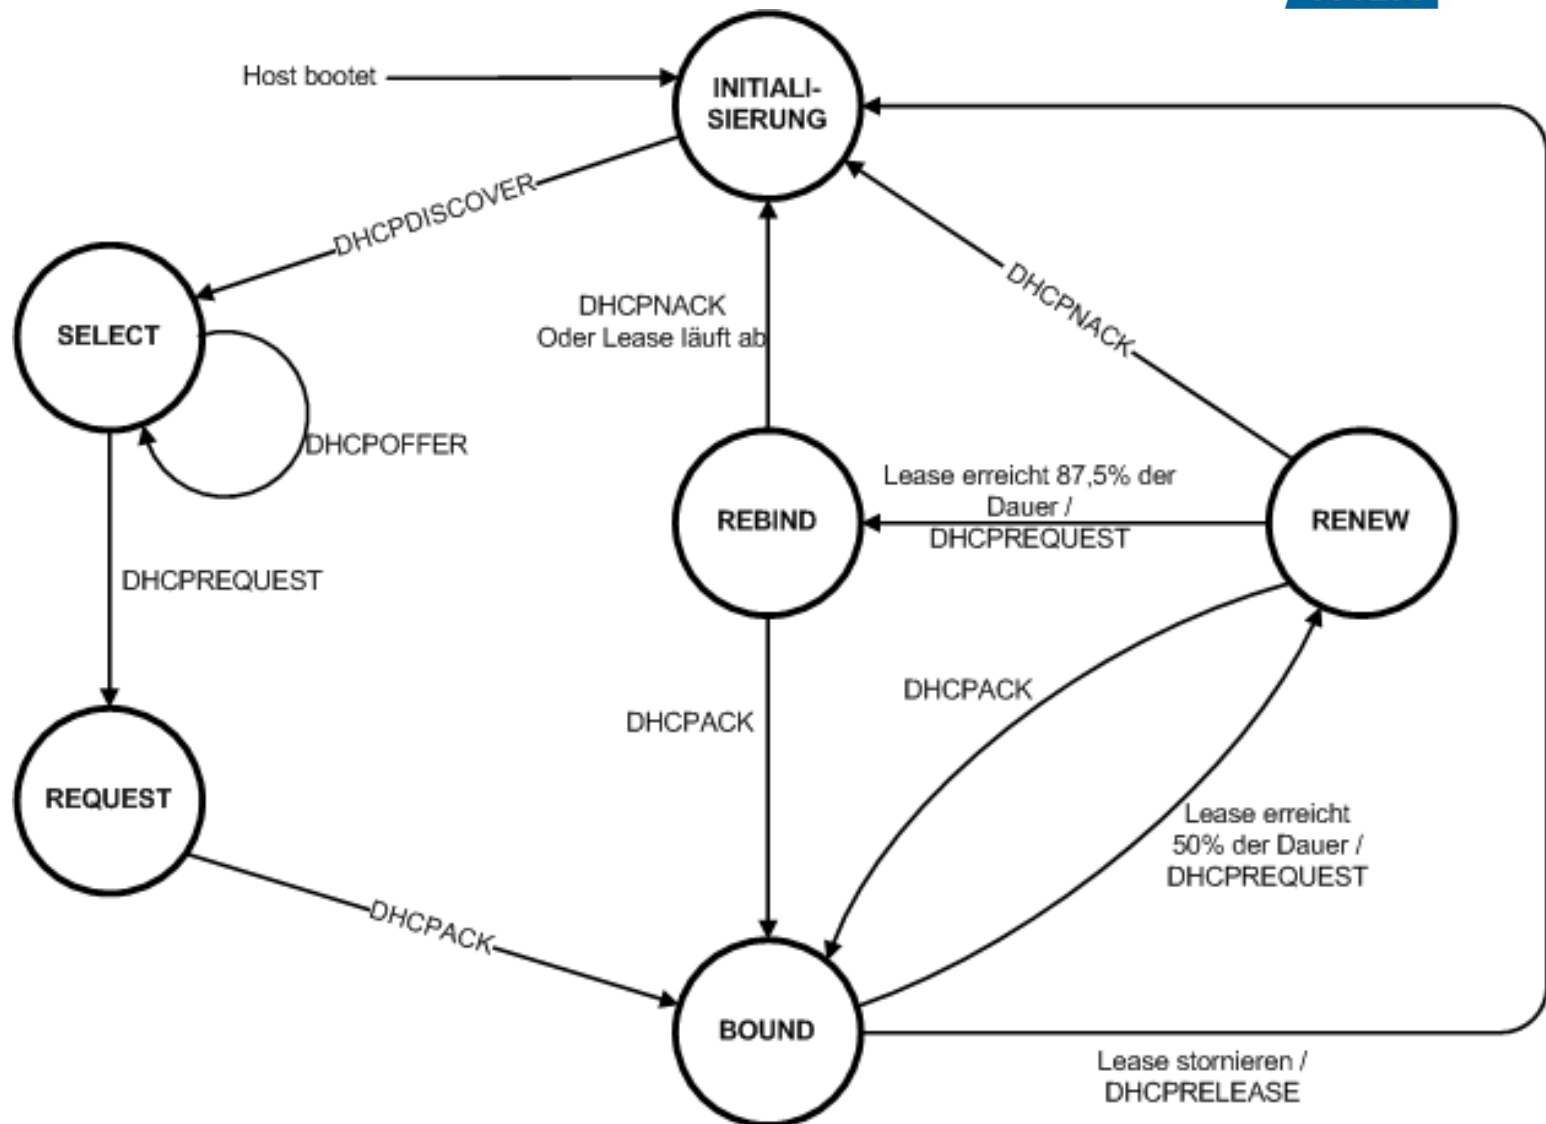 Host bootet
INITIALI-
SIERUNG
DHCPDISCOVER
SELECT
DHCPOFFER
DHCPNACK
Oder Lease läuft ab
DHCPNACK
Lease erreicht 87,5% der
Dauer /
DHCPREQUEST
REBIND
RENEW
DHCPREQUEST
DHCPACK
DHCPACK
REQUEST
Lease erreicht
50% der Dauer /
DHCPREQUEST
DHCPACK
BOUND
Lease stornieren /
DHCPRELEASE